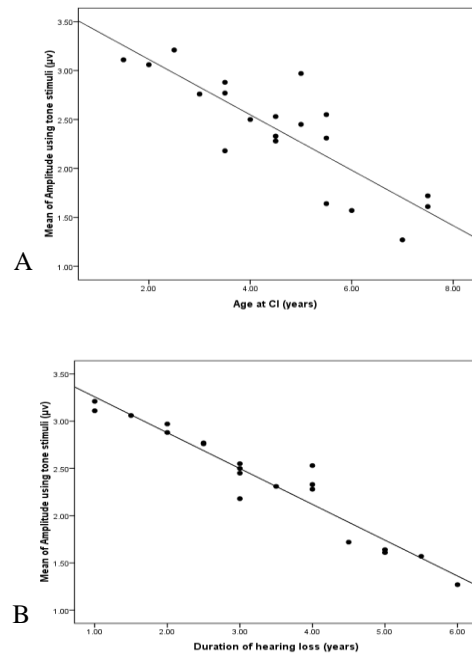 Mean of Amplitude using tone stimuli (µv)
3.50
3.00
2.50
2.00
1.50
1.00
2.00 4.00 6.00 8.00
Age at CI (years)
A
Mean of Amplitude using tone stimuli (µv)
3.50
3.00
2.50
2.00
1.50
1.00
1.00 2.00 3.00 4.00 5.00 6.00
Duration of hearing loss (years)
B